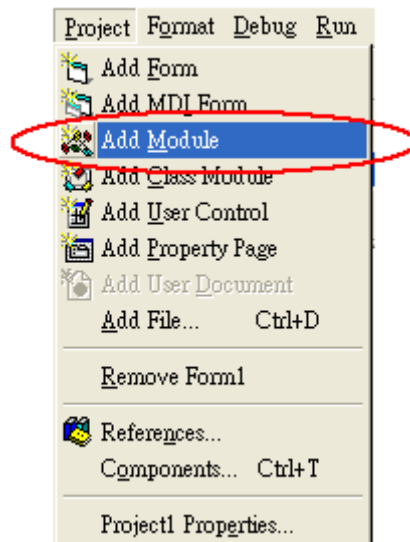 Project Format Debug Run
Add Form
Add MDI Form
Add Module
Add Class Module
Add User Control
Add Property Page
Add User Document
Add File... Ctrl+D
Remove Form1
References...
Components... Ctrl+T
Project1 Properties...